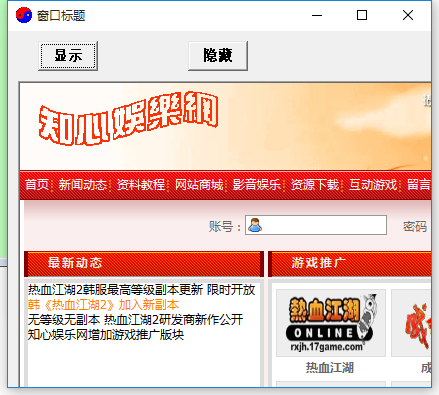 窗口标题
显示 隐藏
知心娱樂網
首页 新闻动态 资料教程 网站商城 影音娱乐 资源下载 互动游戏 留言
账号: 密码
最新动态 游戏推广
热血江湖2韩服最高等级副本更新 限时开放
韩《热血江湖2》加入新副本
无等级无副本 热血江湖2研发商新作公开
知心娱乐网增加游戏推广版块
熱血江湖
ONLINE
rxjh.17game.com
热血江湖